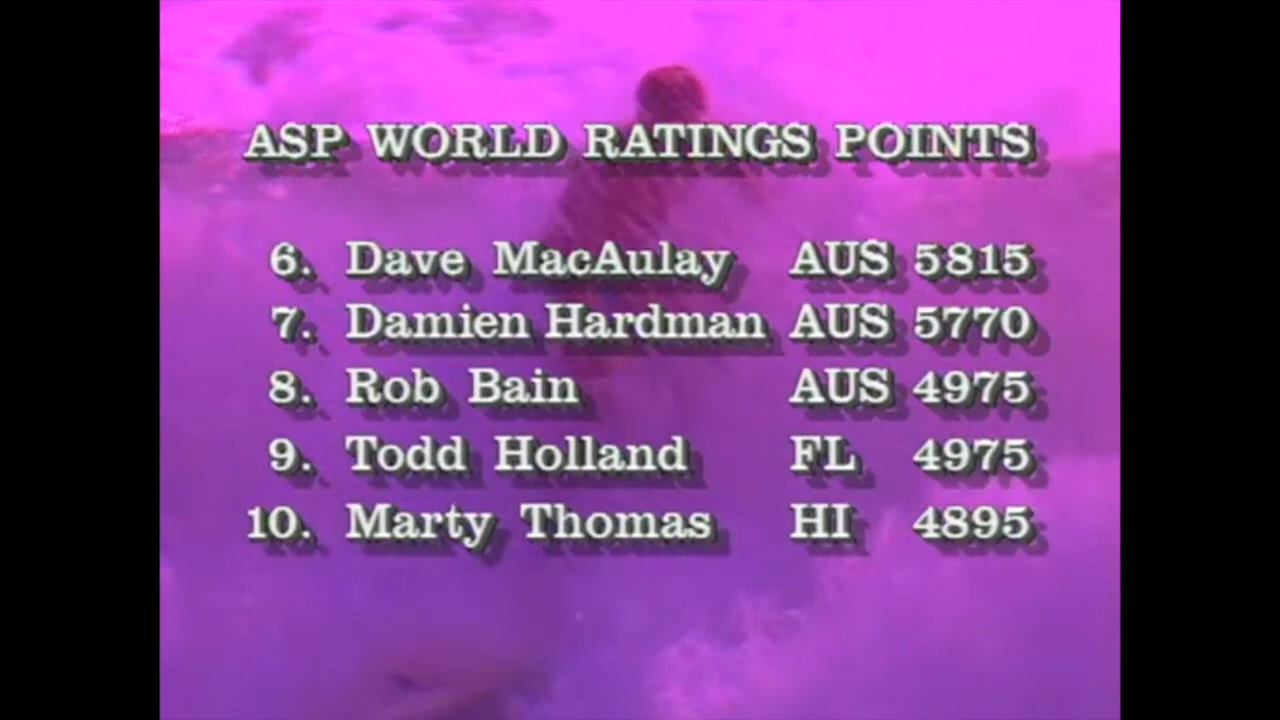 ASP WORLD RATINGS POINTS
6. Dave MacAulay AUS 5815
7. Damien Hardman AUS 5770
8. Rob Bain AUS 4975
9. Todd Holland FL 4975
10. Marty Thomas HI 4895